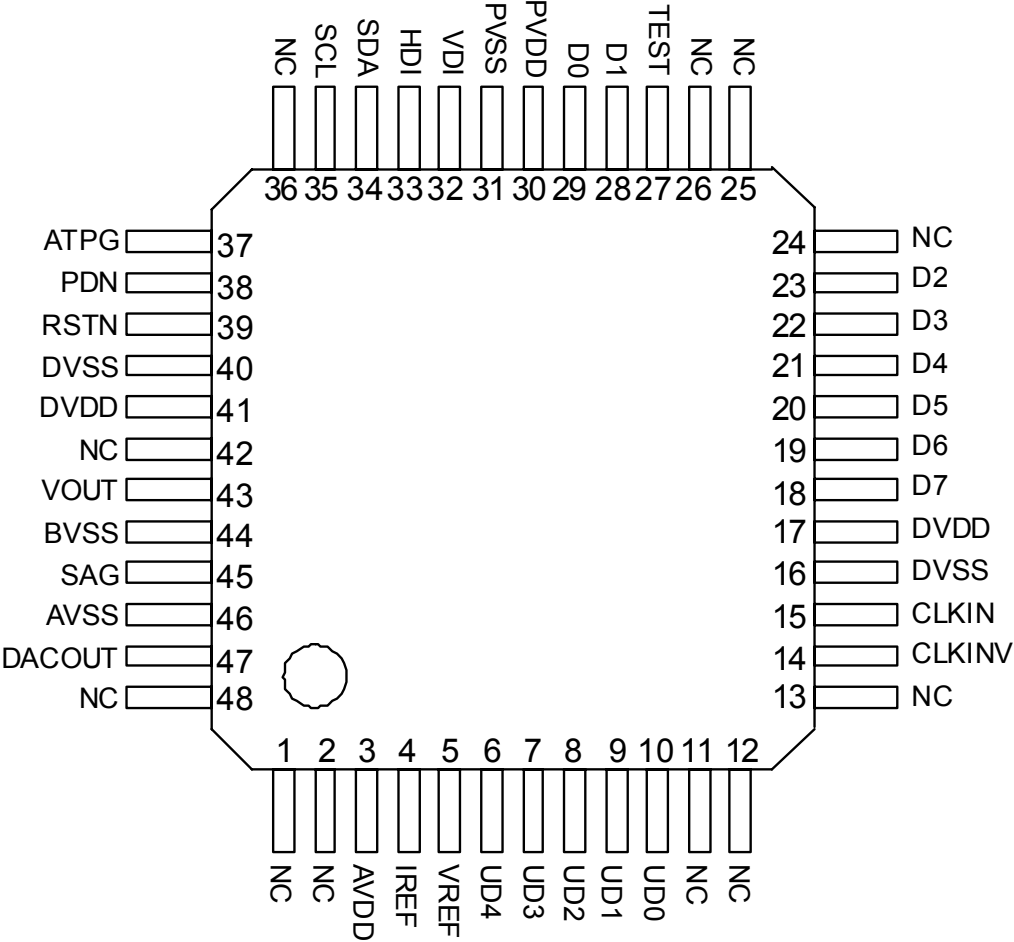 NC SCL SDA HDI VDI PVSS PVDD D0 D1 TEST NC NC
36 35 34 33 32 31 30 29 28 27 26 25
ATPG 37 24 NC
PDN 38 23 D2
RSTN 39 22 D3
DVSS 40 21 D4
DVDD 41 20 D5
NC 42 19 D6
VOUT 43 18 D7
BVSS 44 17 DVDD
SAG 45 16 DVSS
AVSS 46 15 CLKIN
DACOUT 47 14 CLKINV
NC 48 13 NC
1 2 3 4 5 6 7 8 9 10 11 12
NC NC AVDD IREF VREF UD4 UD3 UD2 UD1 UD0 NC NC